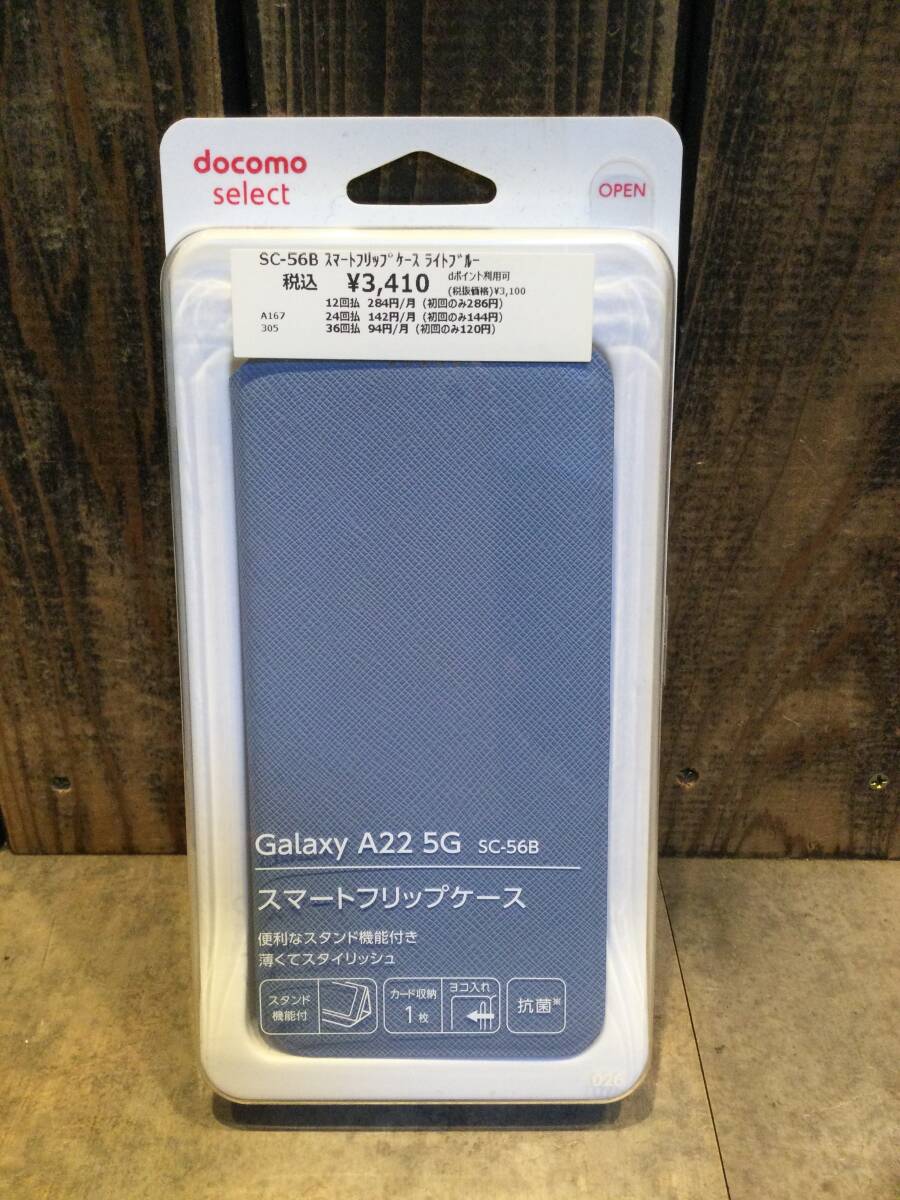 docomo
select
OPEN
SC-56B ｽﾏｰﾄﾌﾘｯﾌﾟｹｰｽ ﾗｲﾄﾌﾞﾙｰ
税込 ¥3,410 dポイント利用可
(税抜価格)¥3,100
12回払 284円/月 (初回のみ286円)
A167 24回払 142円/月 (初回のみ144円)
305 36回払 94円/月 (初回のみ120円)
Galaxy A22 5G SC-56B
スマートフリップケース
便利なスタンド機能付き
薄くてスタイリッシュ
スタンド
機能付
カード収納
1枚
ヨコ入れ
抗菌※
026